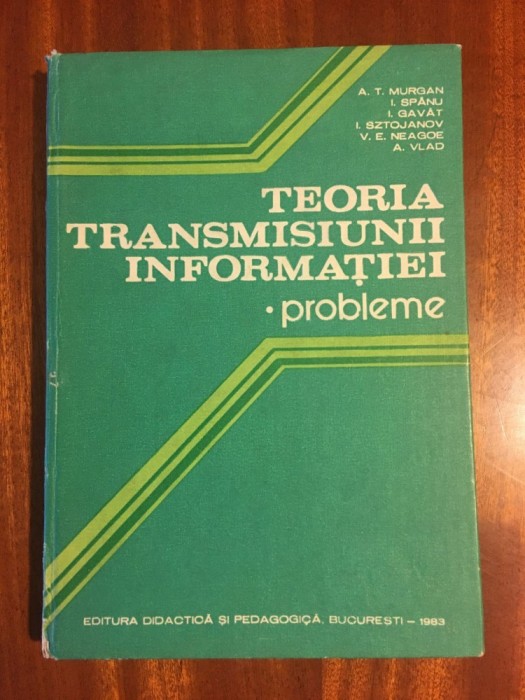 A. T. MURGAN
I. SPÂNU
I. GAVĂT
I. SZTOJANOV
V. E. NEAGOE
A. VLAD
TEORIA
TRANSMISIUNII
INFORMAȚIEI
• probleme
EDITURA DIDACTICĂ ȘI PEDAGOGICĂ, BUCUREȘTI – 1983